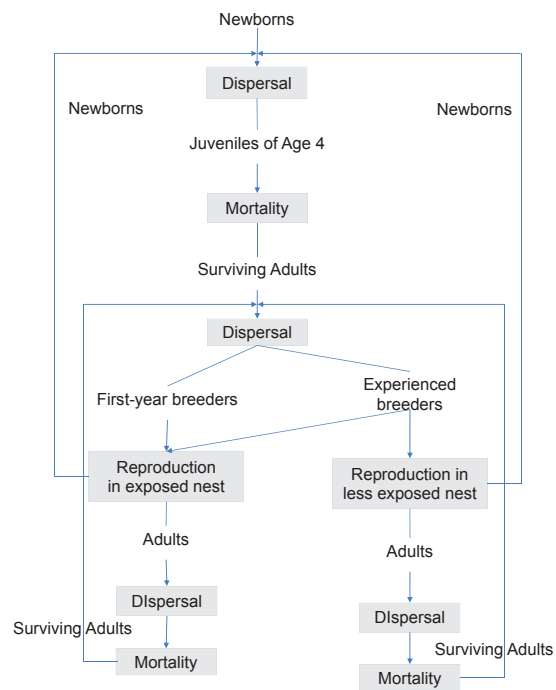 Newborns
Dispersal
Newborns
Newborns
Juveniles of Age 4
Mortality
Surviving Adults
Dispersal
First-year breeders
Experienced
breeders
Reproduction
in exposed nest
Reproduction in
less exposed nest
Adults
Adults
DIspersal
DIspersal
Surviving Adults
Surviving Adults
Mortality
Mortality